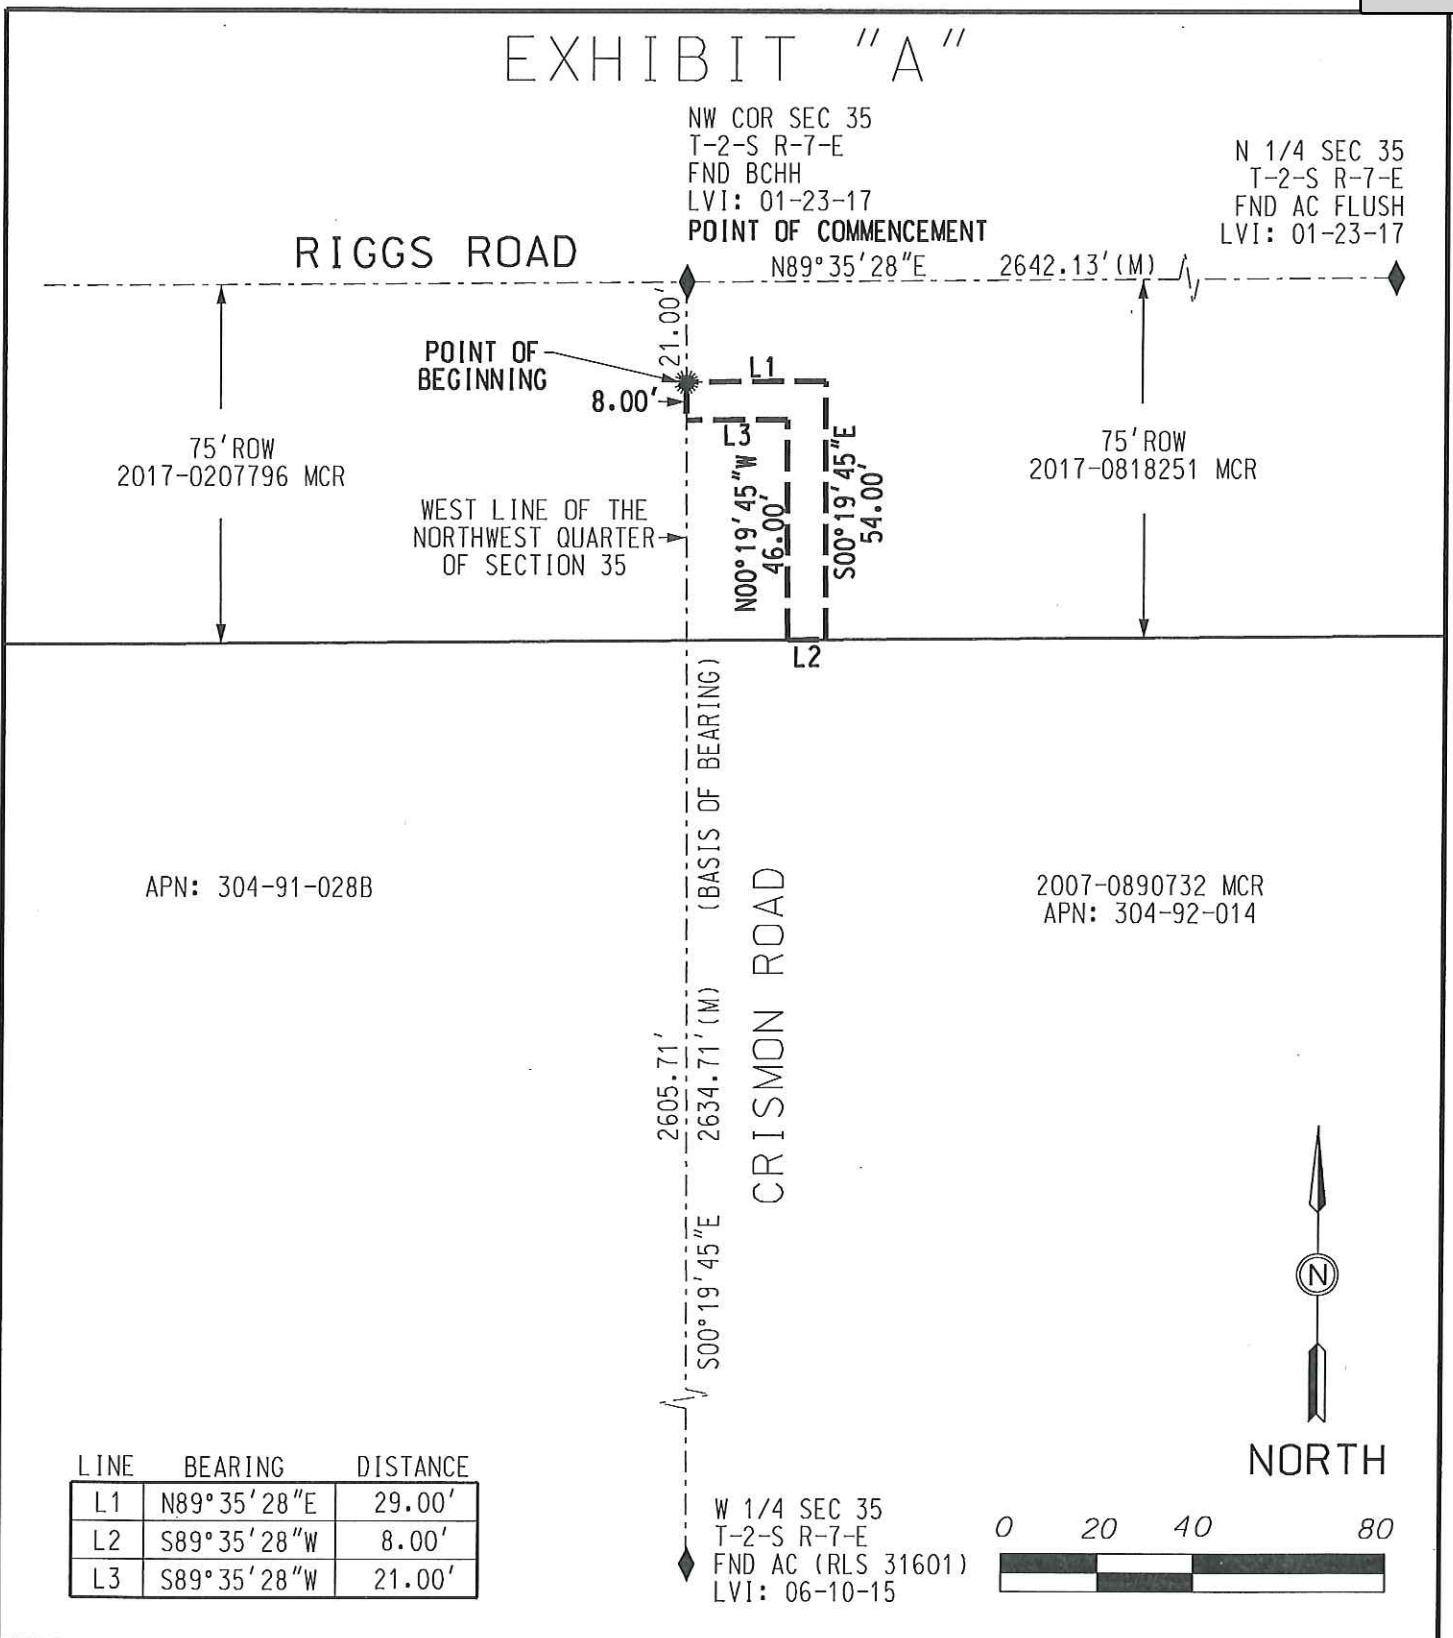 EXHIBIT "A"
NW COR SEC 35
T-2-S R-7-E
FND BCHH
LVI: 01-23-17
POINT OF COMMENCEMENT
N 1/4 SEC 35
T-2-S R-7-E
FND AC FLUSH
LVI: 01-23-17
RIGGS ROAD
N89°35'28"E 2642.13'(M)
21.00'
POINT OF
BEGINNING
8.00'
L1
L3
75'ROW
2017-0207796 MCR
75'ROW
2017-0818251 MCR
WEST LINE OF THE
NORTHWEST QUARTER
OF SECTION 35
N00°19'45"W
46.00'
S00°19'45"E
54.00'
L2
(BASIS OF BEARING)
APN: 304-91-028B
2007-0890732 MCR
APN: 304-92-014
CRISMON ROAD
2605.71'
2634.71'(M)
S00°19'45"E
N
NORTH
LINE BEARING DISTANCE
L1 N89°35'28"E 29.00'
L2 S89°35'28"W 8.00'
L3 S89°35'28"W 21.00'
W 1/4 SEC 35
T-2-S R-7-E
FND AC (RLS 31601)
LVI: 06-10-15
0 20 40 80